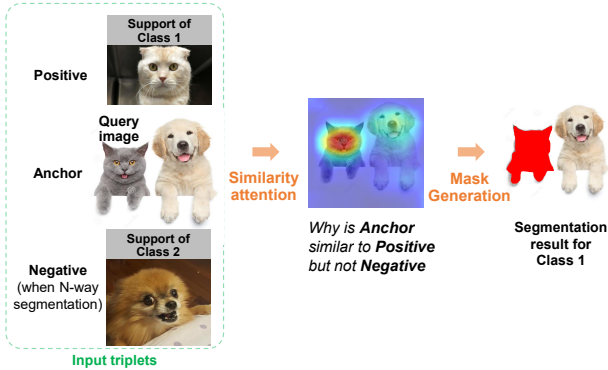 Support of
Class 1
Positive
Query
image
Anchor
Similarity
attention
Mask
Generation
Why is Anchor
similar to Positive
but not Negative
Segmentation
result for
Class 1
Support of
Class 2
Negative
(when N-way
segmentation)
Input triplets